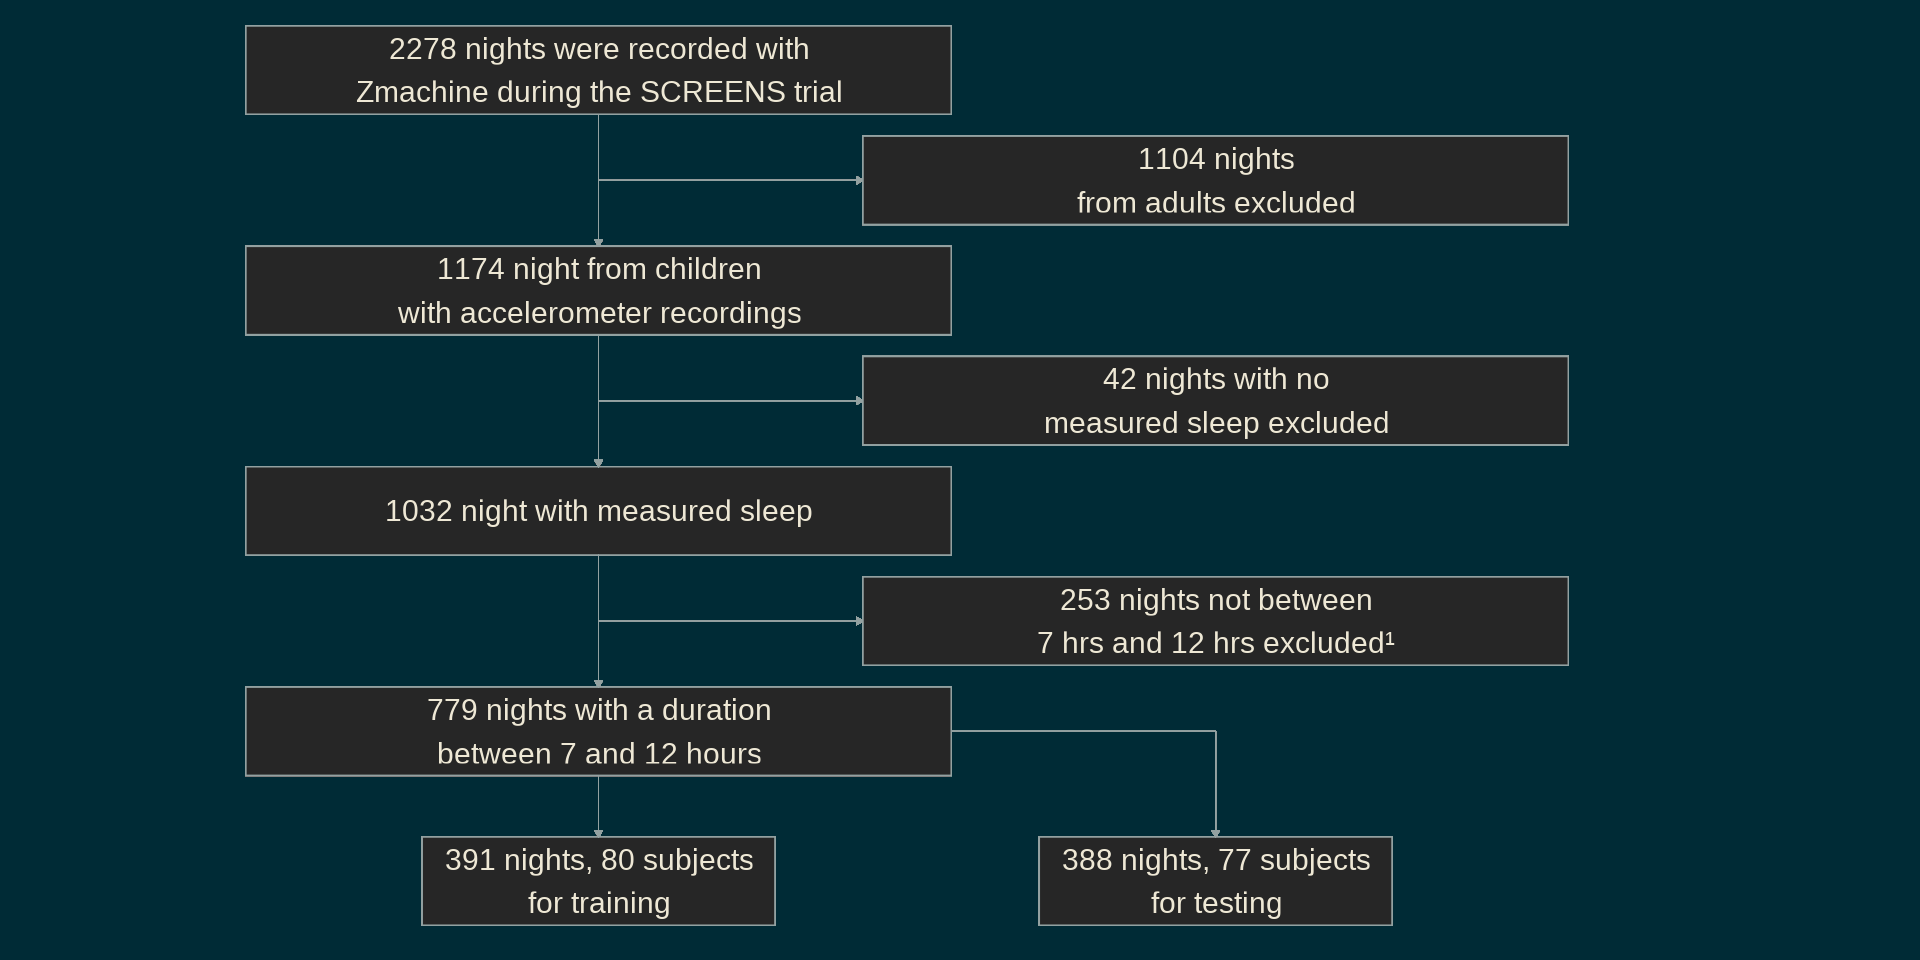 2278 nights were recorded with
Zmachine during the SCREENS trial
1104 nights
from adults excluded
1174 night from children
with accelerometer recordings
42 nights with no
measured sleep excluded
1032 night with measured sleep
253 nights not between
7 hrs and 12 hrs excluded¹
779 nights with a duration
between 7 and 12 hours
391 nights, 80 subjects
for training
388 nights, 77 subjects
for testing